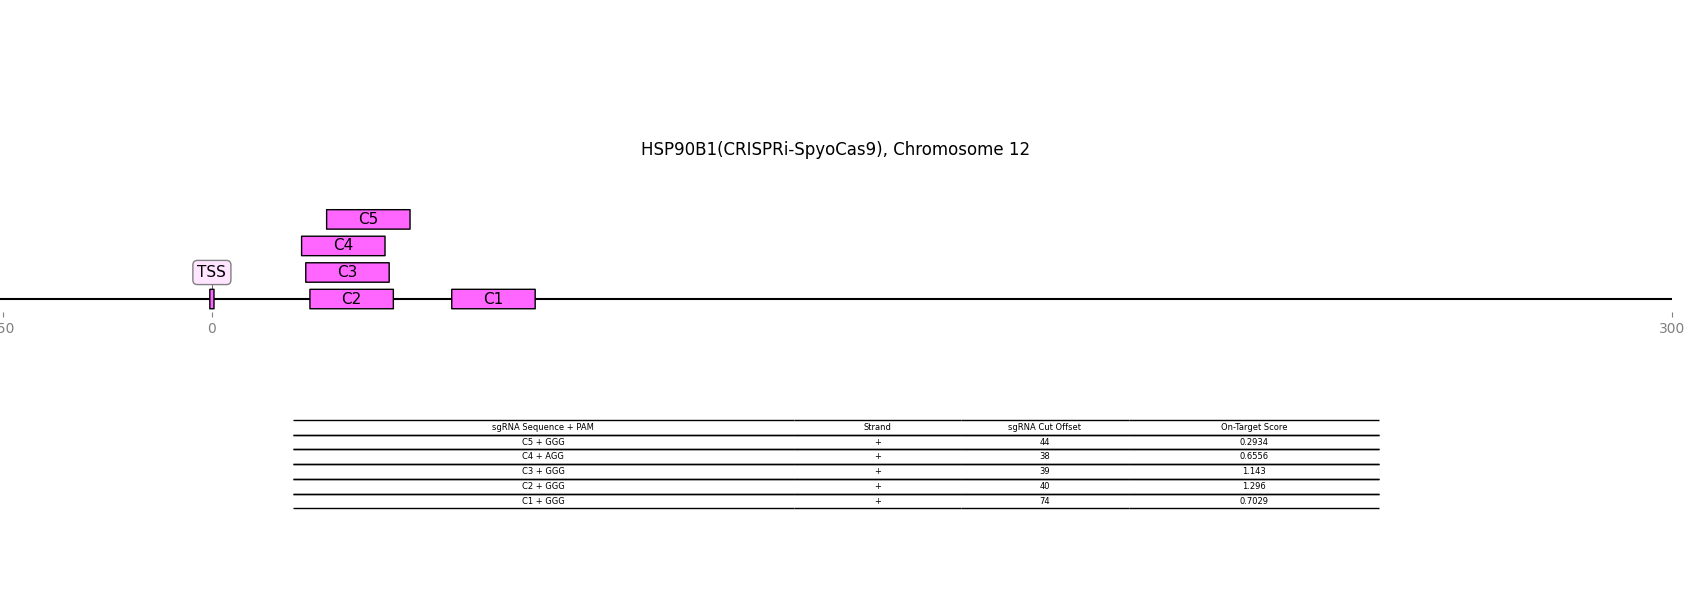 HSP90B1(CRISPRi-SpyoCas9), Chromosome 12
C5
C4
TSS
C3
C2
C1
50
0
300
sgRNA Sequence + PAM Strand sgRNA Cut Offset On-Target Score
C5 + GGG + 44 0.2934
C4 + AGG + 38 0.6556
C3 + GGG + 39 1.143
C2 + GGG + 40 1.296
C1 + GGG + 74 0.7029